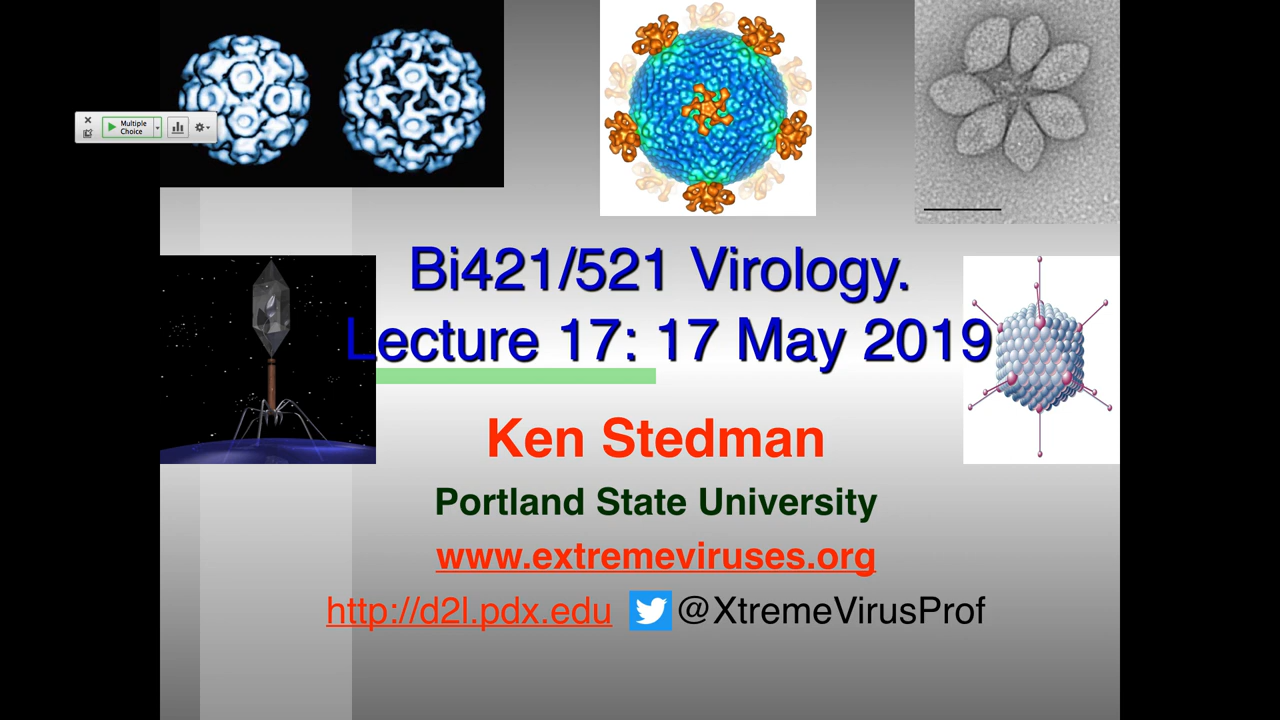 Multiple
Choice
Bi421/521 Virology.
Lecture 17: 17 May 2019
Ken Stedman
Portland State University
www.extremeviruses.org
http://d2l.pdx.edu @XtremeVirusProf